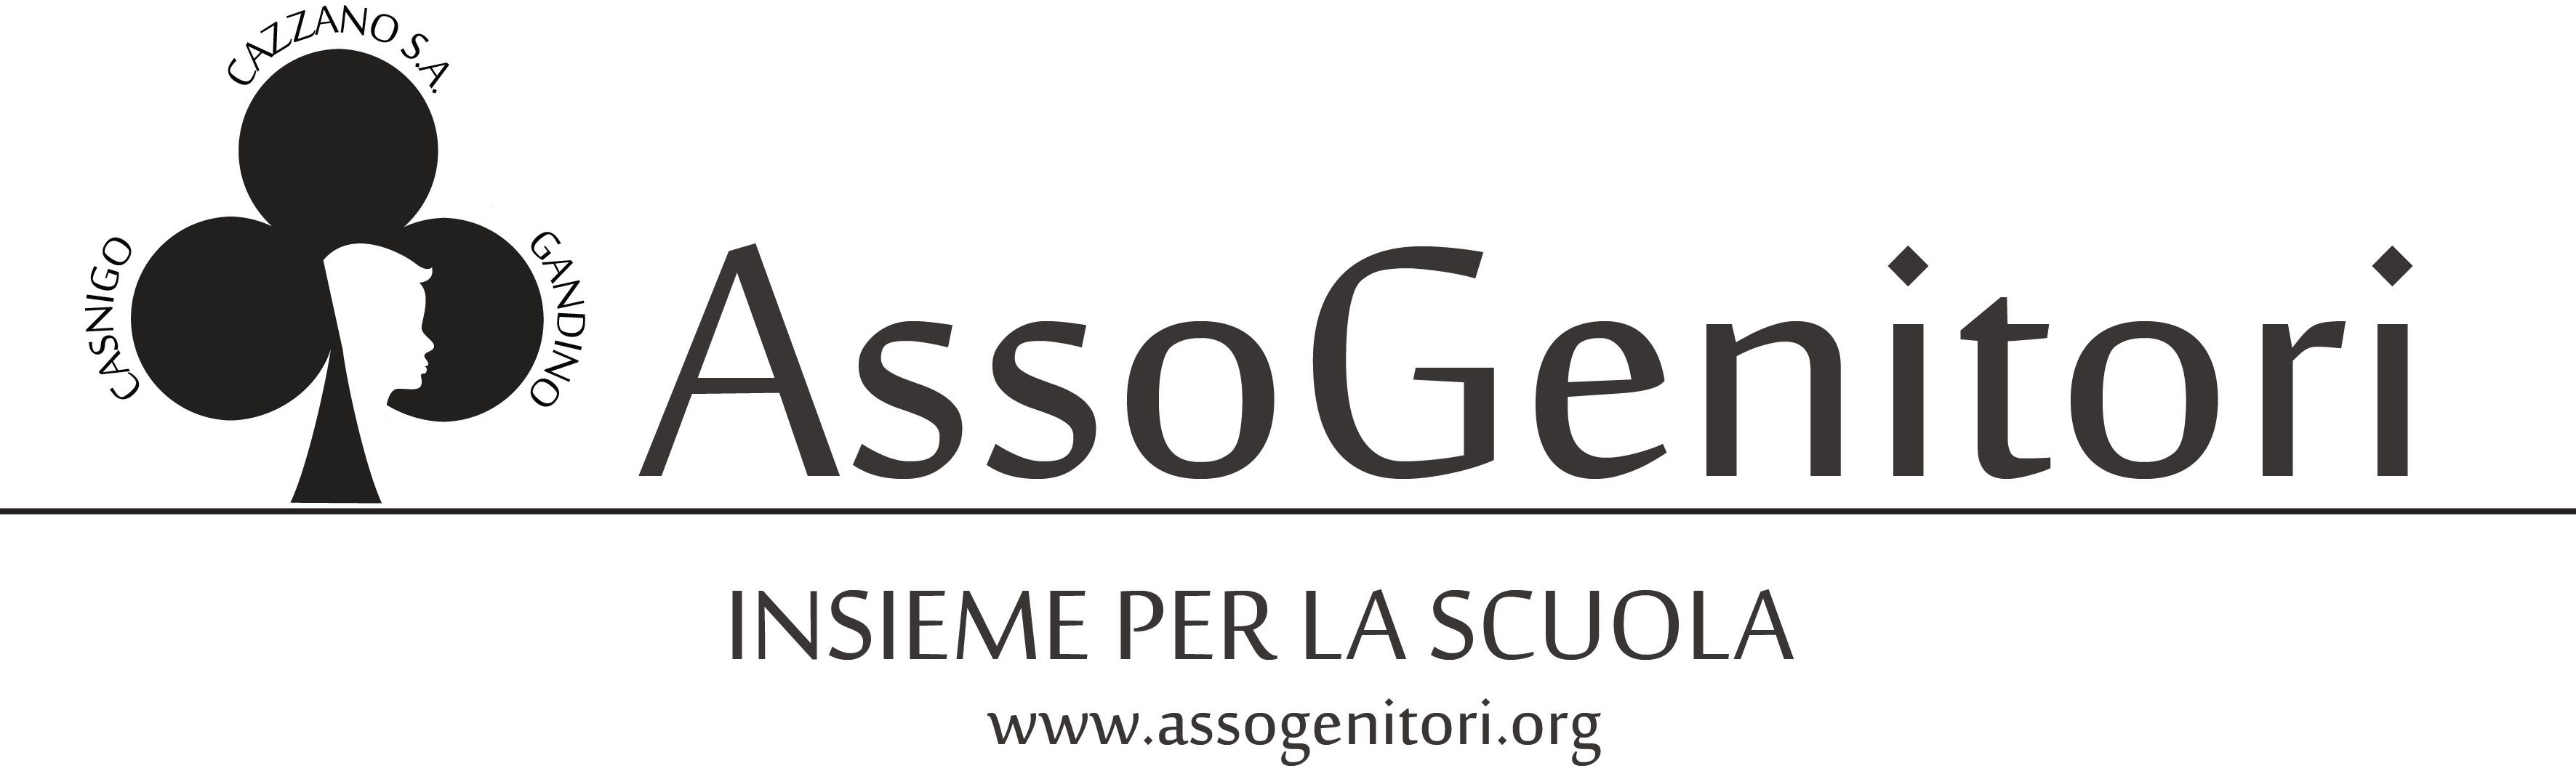 CAZZANO S.A.
CASNIGO
GANDINO
AssoGenitori
INSIEME PER LA SCUOLA
www.assogenitori.org